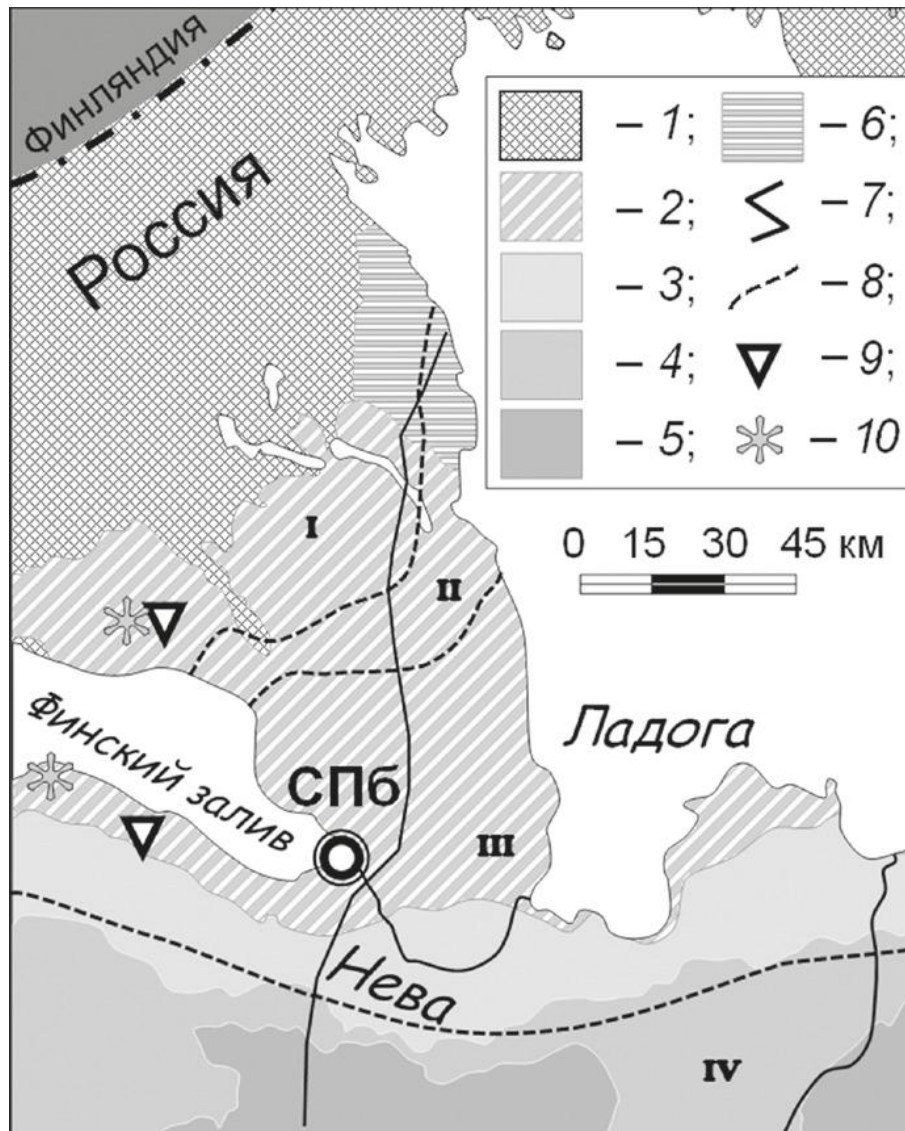 Финляндия
Россия
– 1;
– 2;
– 3;
– 4;
– 5;
– 6;
– 7;
– 8;
– 9;
– 10
0 15 30 45 км
I
II
Ладога
Финский залив
СПб
III
Нева
IV